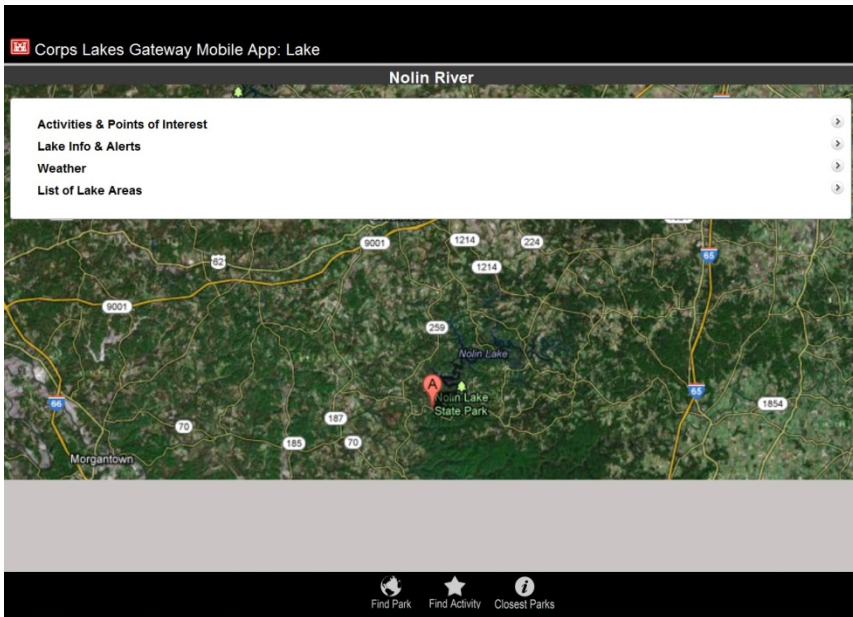 Corps Lakes Gateway Mobile App: Lake
Nolin River
Activities & Points of Interest
Lake Info & Alerts
Weather
List of Lake Areas
9001
1214
224
82
1214
65
9001
259
Nolin Lake
A
65
66
Nolin Lake
State Park
1854
187
70
185
70
Morgantown
Find Park
Find Activity
Closest Parks